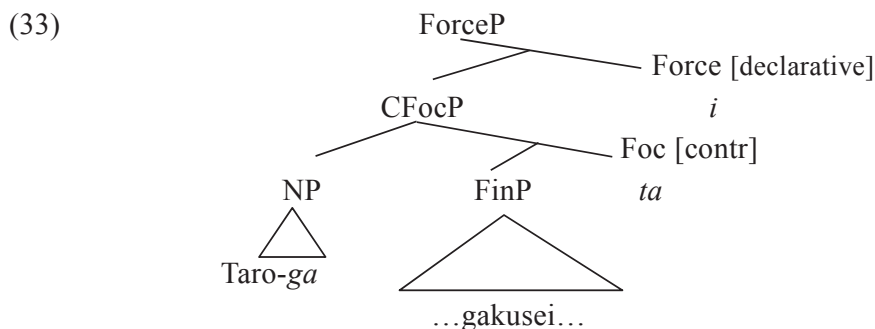 (33) ForceP
Force [declarative]
CFocP i
Foc [contr]
NP FinP ta
Taro-ga
…gakusei…